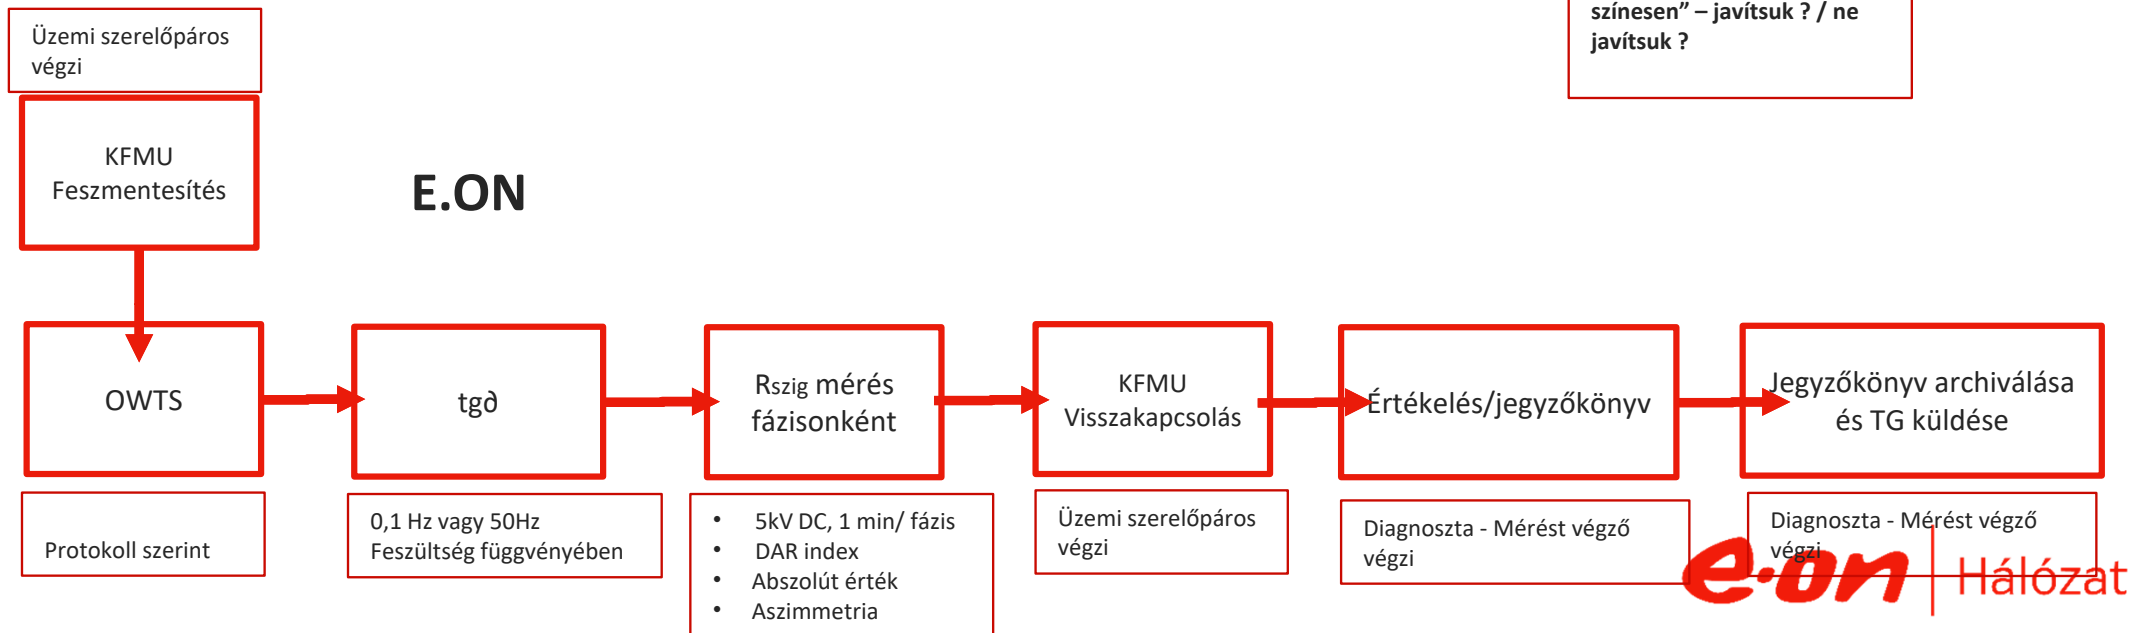 színesen” – javítsuk ? / ne
javítsuk ?
Üzemi szerelőpáros
végzi
KFMU
Feszmentesítés
E.ON
OWTS
tg∂
Rszig mérés
fázisonként
KFMU
Visszakapcsolás
Értékelés/jegyzőkönyv
Jegyzőkönyv archiválása
és TG küldése
Protokoll szerint
0,1 Hz vagy 50Hz
Feszültség függvényében
• 5kV DC, 1 min/ fázis
• DAR index
• Abszolút érték
• Aszimmetria
Üzemi szerelőpáros
végzi
Diagnoszta - Mérést végző
végzi
Diagnoszta - Mérést végző
végzi
e·on | Hálózat